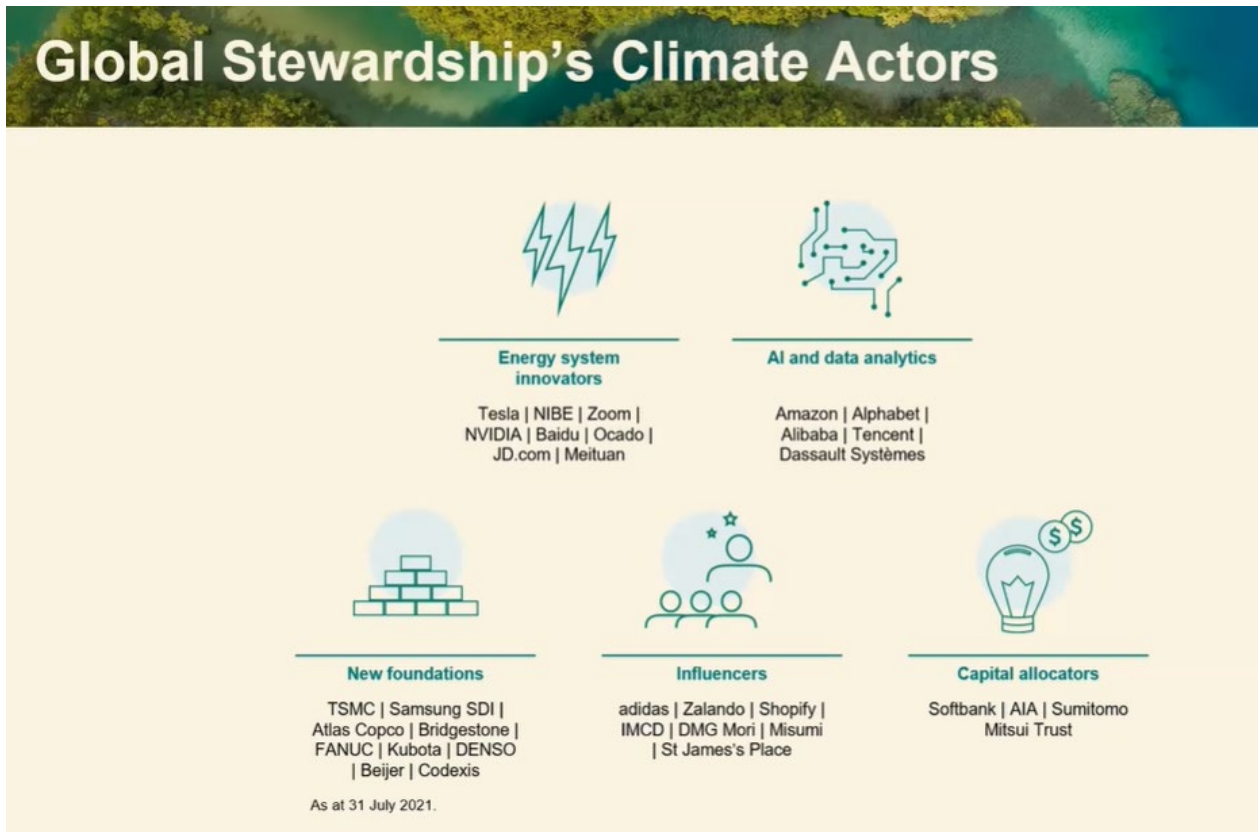 Global Stewardship's Climate Actors
Energy system
innovators
Tesla | NIBE | Zoom |
NVIDIA | Baidu | Ocado |
JD.com | Meituan
AI and data analytics
Amazon | Alphabet |
Alibaba | Tencent |
Dassault Systèmes
New foundations
TSMC | Samsung SDI |
Atlas Copco | Bridgestone |
FANUC | Kubota | DENSO
| Beijer | Codexis
Influencers
adidas | Zalando | Shopify |
IMCD | DMG Mori | Misumi
| St James's Place
$ $
Capital allocators
Softbank | AIA | Sumitomo
Mitsui Trust
As at 31 July 2021.